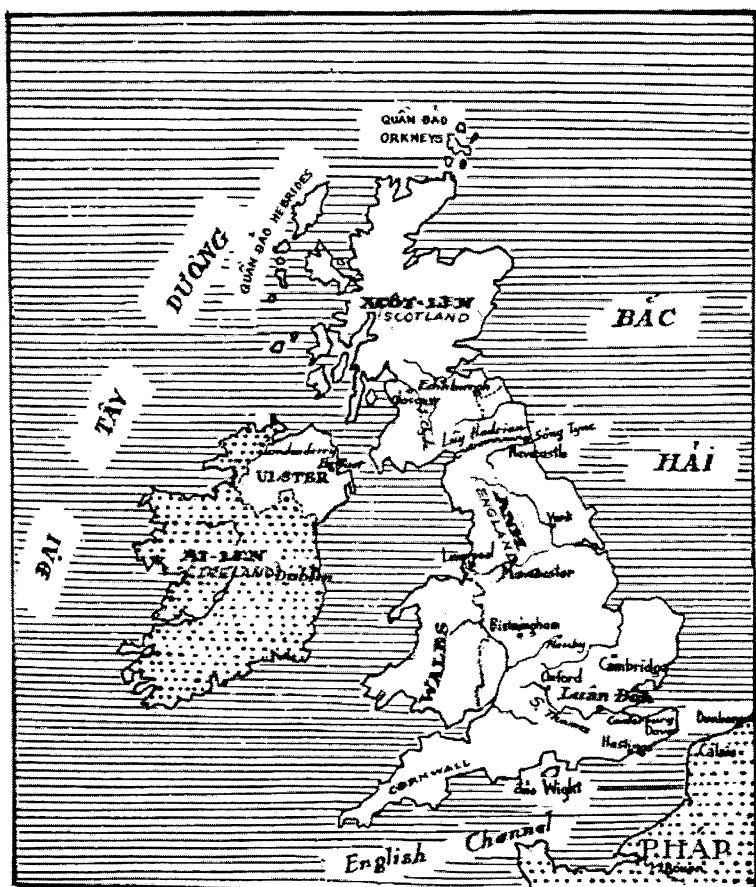 QUẦN ĐẢO
ORKNEYS
QUẦN ĐẢO HEBRIDES
ĐẠI
TÂY
DƯƠNG
XCỐT-LEN
SCOTLAND
BẮC
HẢI
Edinburgh
Lũy Hadrian
Sông Tyne
Newcastle
Londonderry
ULSTER
ANH
ENGLAND
York
AI-LEN
IRELAND
Dublin
Liverpool
Manchester
WALES
Birmingham
Cambridge
Oxford
Luân Đôn
S. Thames
Canterbury
Dover
Hastings
Calais
CORNWALL
đảo Wight
English Channel
PHÁP